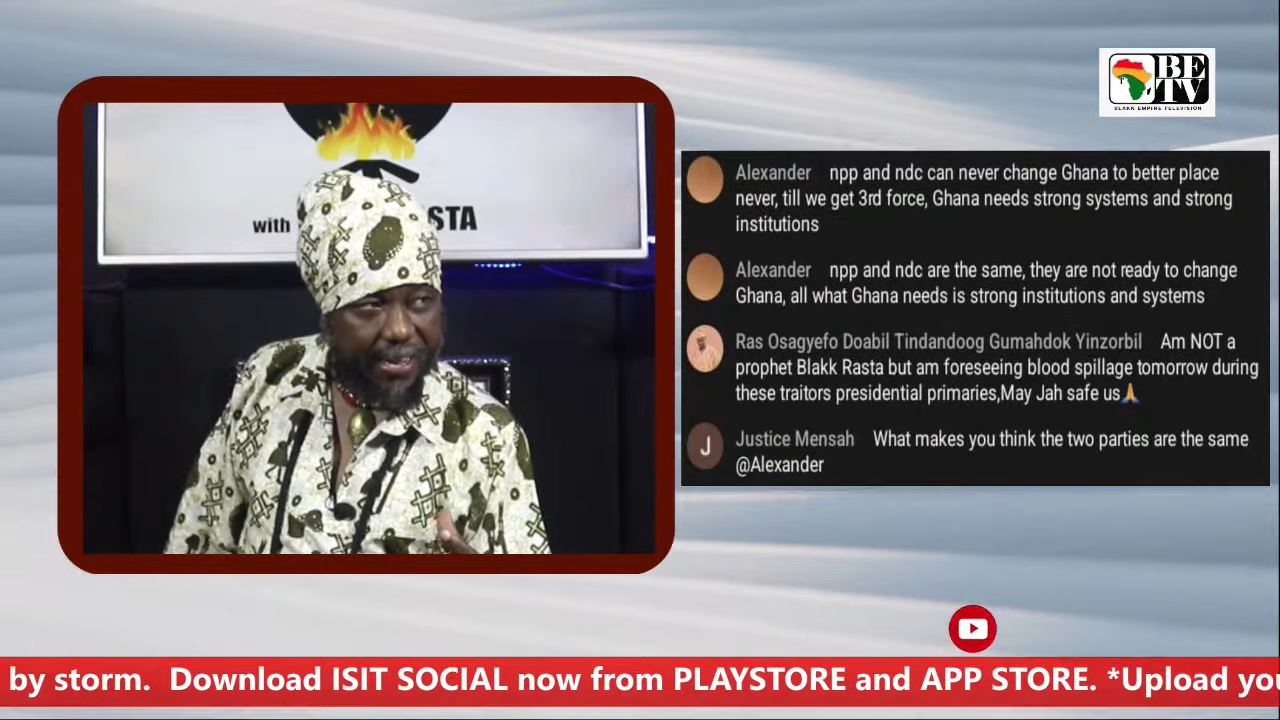 BE
TV
BLAKK EMPIRE TELEVISION
with
STA
Alexander npp and ndc can never change Ghana to better place
never, till we get 3rd force, Ghana needs strong systems and strong
institutions
Alexander npp and ndc are the same, they are not ready to change
Ghana, all what Ghana needs is strong institutions and systems
Ras Osagyefo Doabil Tindandoog Gumahdok Yinzorbil Am NOT a
prophet Blakk Rasta but am foreseeing blood spillage tomorrow during
these traitors presidential primaries,May Jah safe us🙏
J Justice Mensah What makes you think the two parties are the same
@Alexander
by storm. Download ISIT SOCIAL now from PLAYSTORE and APP STORE. *Upload you